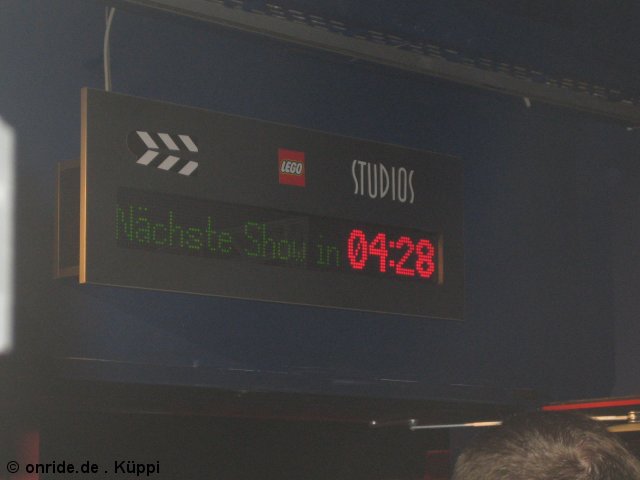 LEGO STUDIOS
Nächste Show in 04:28
© onride.de . Küppi